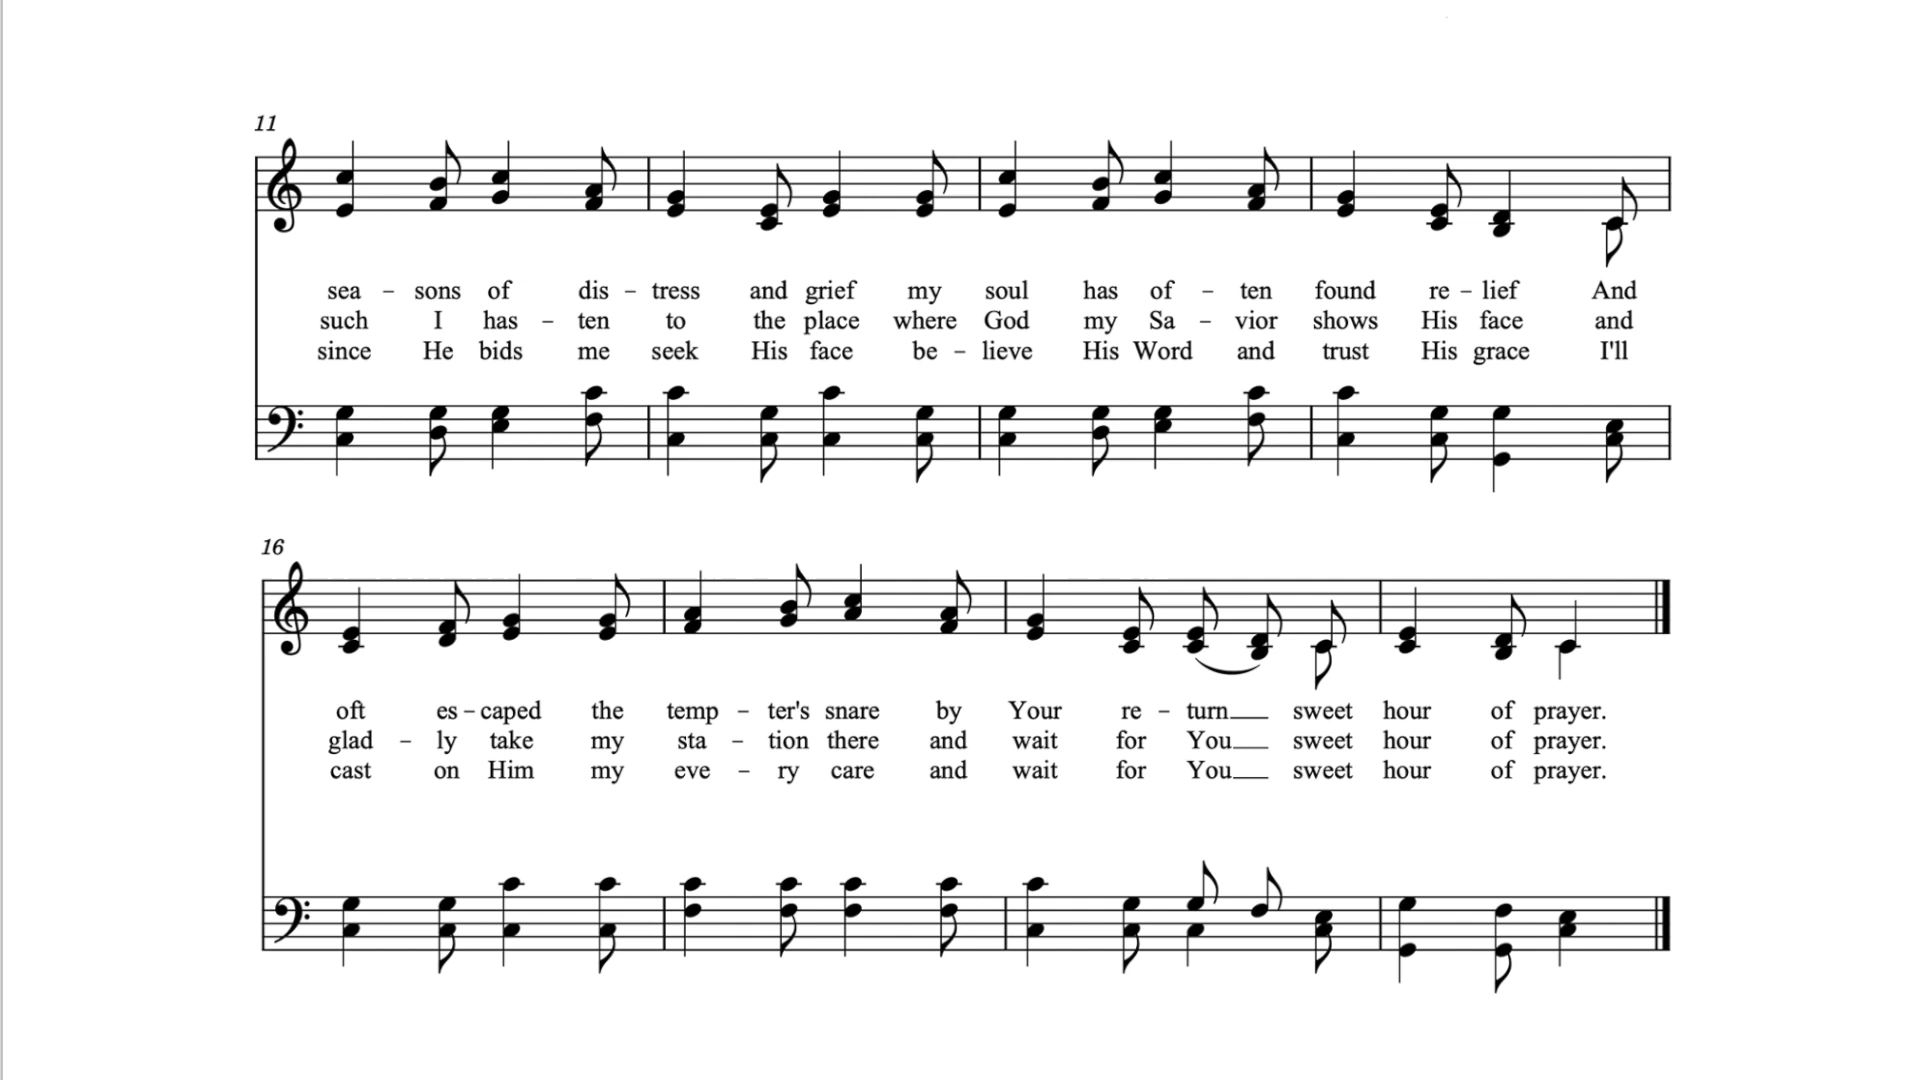 11
sea – sons of dis – tress and grief my soul has of – ten found re – lief And
such I has – ten to the place where God my Sa – vior shows His face and
since He bids me seek His face be – lieve His Word and trust His grace I'll
16
oft es – caped the temp – ter's snare by Your re – turn__ sweet hour of prayer.
glad – ly take my sta – tion there and wait for You__ sweet hour of prayer.
cast on Him my eve – ry care and wait for You__ sweet hour of prayer.